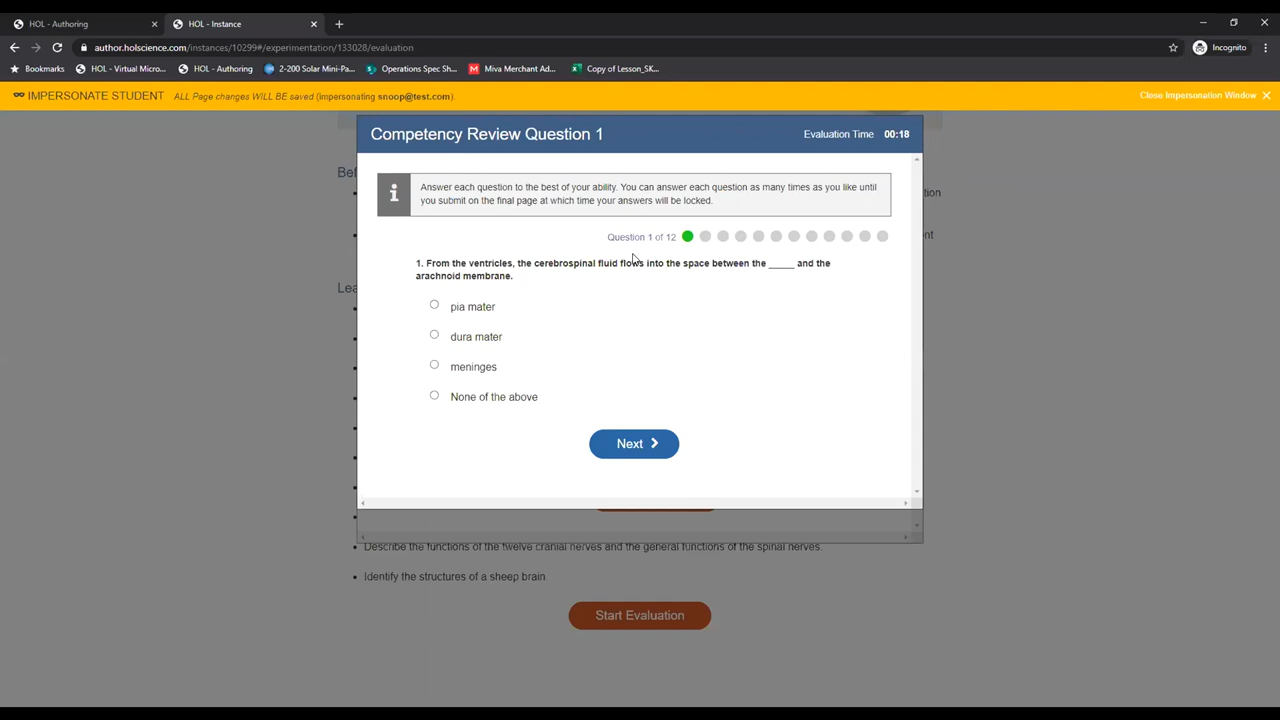 HOL - Authoring
HOL - Instance
author.holscience.com/instances/10299#/experimentation/133028/evaluation
Incognito
Bookmarks
HOL - Virtual Micro...
HOL - Authoring
2-200 Solar Mini-Pa...
Operations Spec Sh...
Miva Merchant Ad...
Copy of Lesson_SK...
IMPERSONATE STUDENT ALL Page changes WILL BE saved (impersonating snoop@test.com).
Close Impersonation Window
Competency Review Question 1
Evaluation Time 00:18
Answer each question to the best of your ability. You can answer each question as many times as you like until
you submit on the final page at which time your answers will be locked.
Question 1 of 12
1. From the ventricles, the cerebrospinal fluid flows into the space between the _____ and the
arachnoid membrane.
pia mater
dura mater
meninges
None of the above
Next
Describe the functions of the twelve cranial nerves and the general functions of the spinal nerves.
Identify the structures of a sheep brain.
Start Evaluation